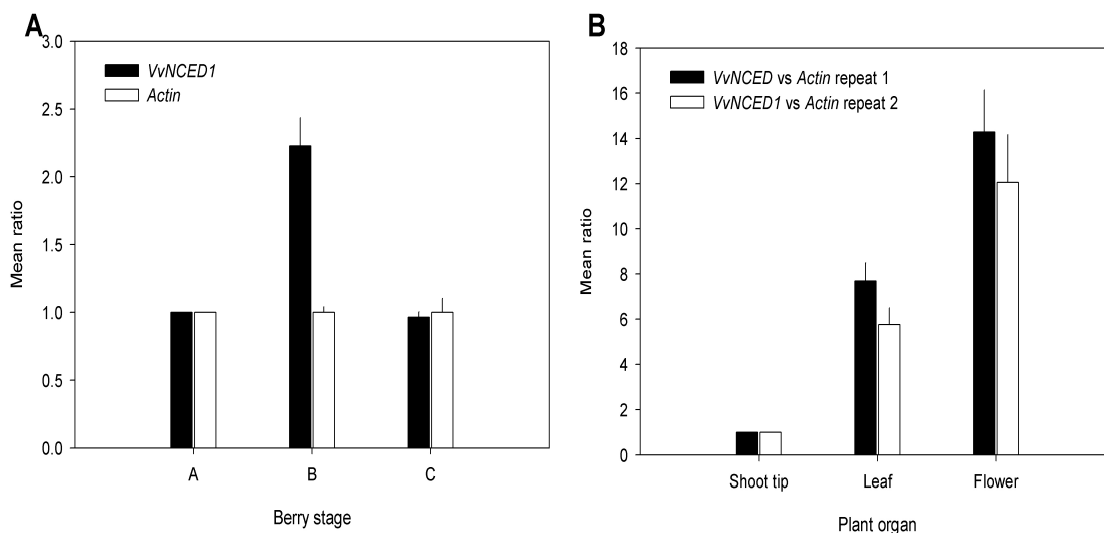 A
3.0
2.5
2.0
1.5
1.0
0.5
0.0
Mean ratio
VvNCED1
Actin
A B C
Berry stage
B
18
16
14
12
10
8
6
4
2
0
Mean ratio
VvNCED vs Actin repeat 1
VvNCED1 vs Actin repeat 2
Shoot tip Leaf Flower
Plant organ